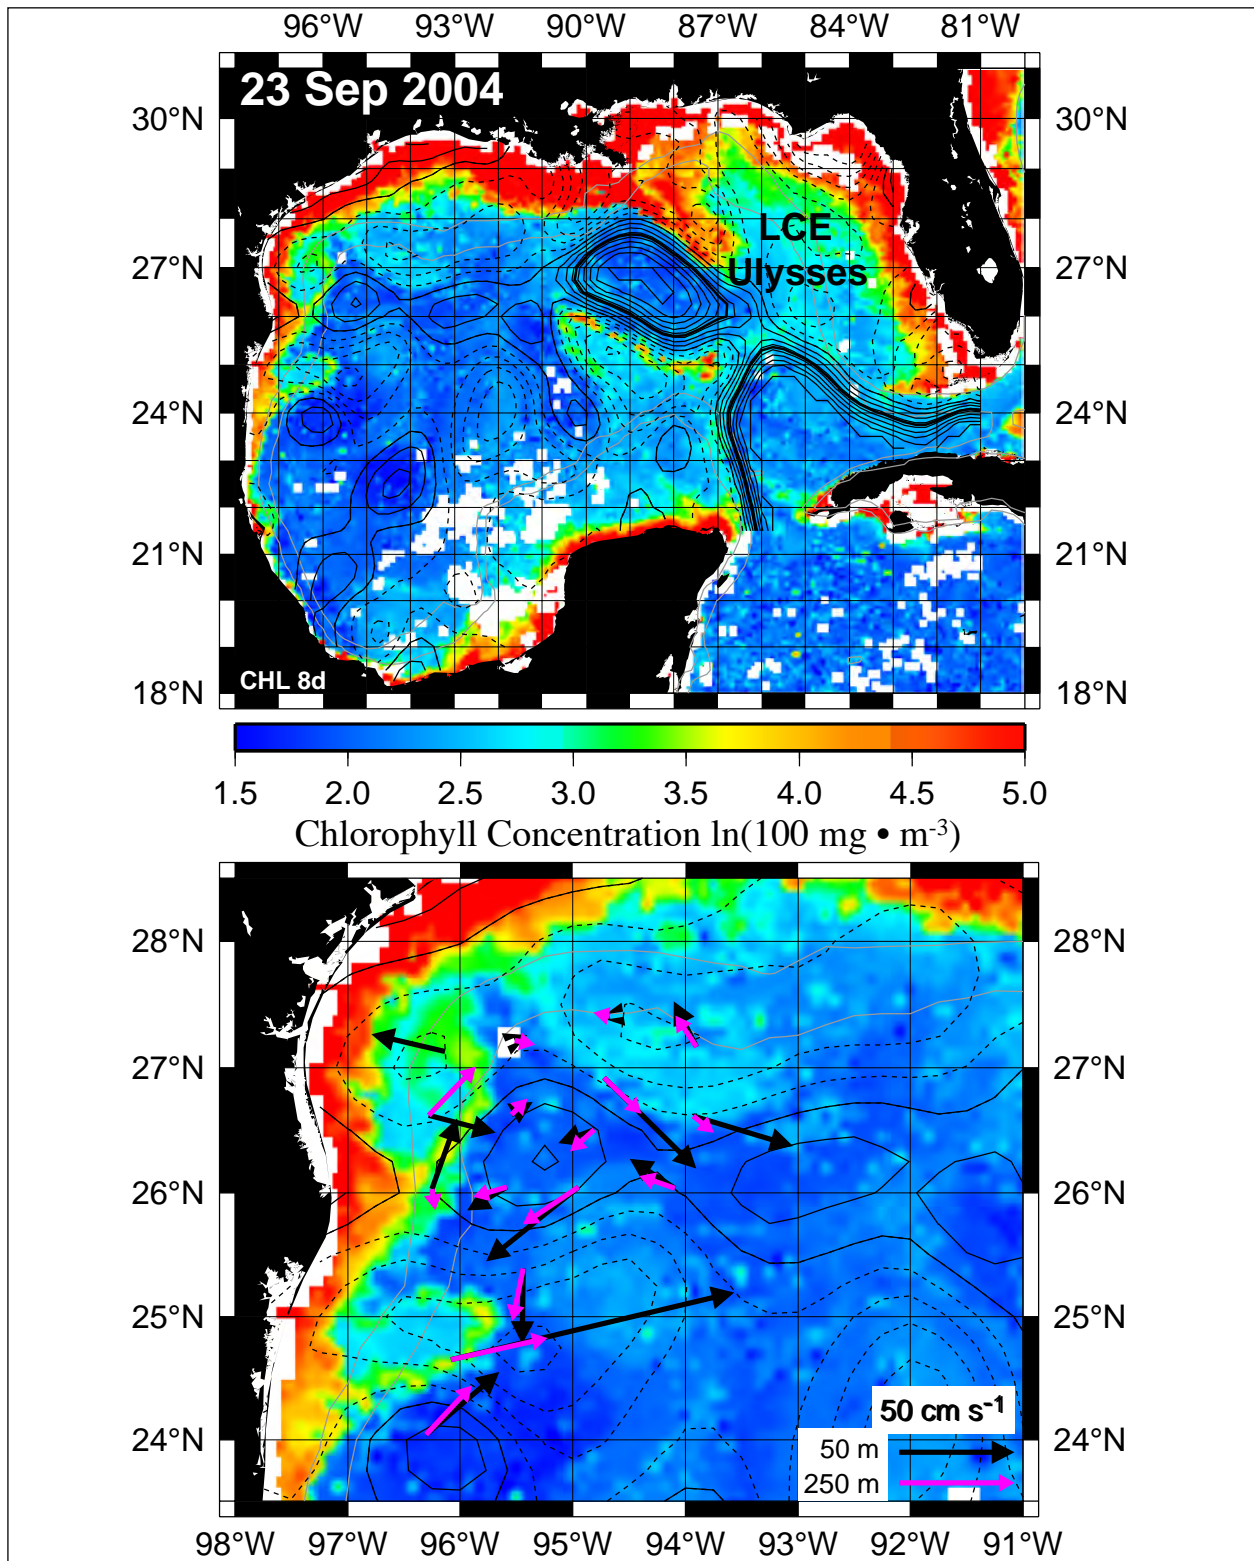 96°W 93°W 90°W 87°W 84°W 81°W
23 Sep 2004
30°N 30°N
LCE
Ulysses
27°N 27°N
24°N 24°N
21°N 21°N
CHL 8d
18°N 18°N
1.5 2.0 2.5 3.0 3.5 4.0 4.5 5.0
Chlorophyll Concentration ln(100 mg • m⁻³)
28°N 28°N
27°N 27°N
26°N 26°N
25°N 25°N
50 cm s⁻¹
50 m
24°N 24°N
250 m
98°W 97°W 96°W 95°W 94°W 93°W 92°W 91°W